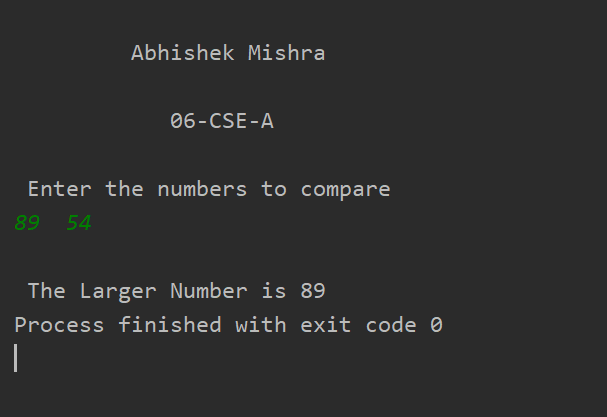 Abhishek Mishra
06-CSE-A
Enter the numbers to compare
89  54
The Larger Number is 89
Process finished with exit code 0